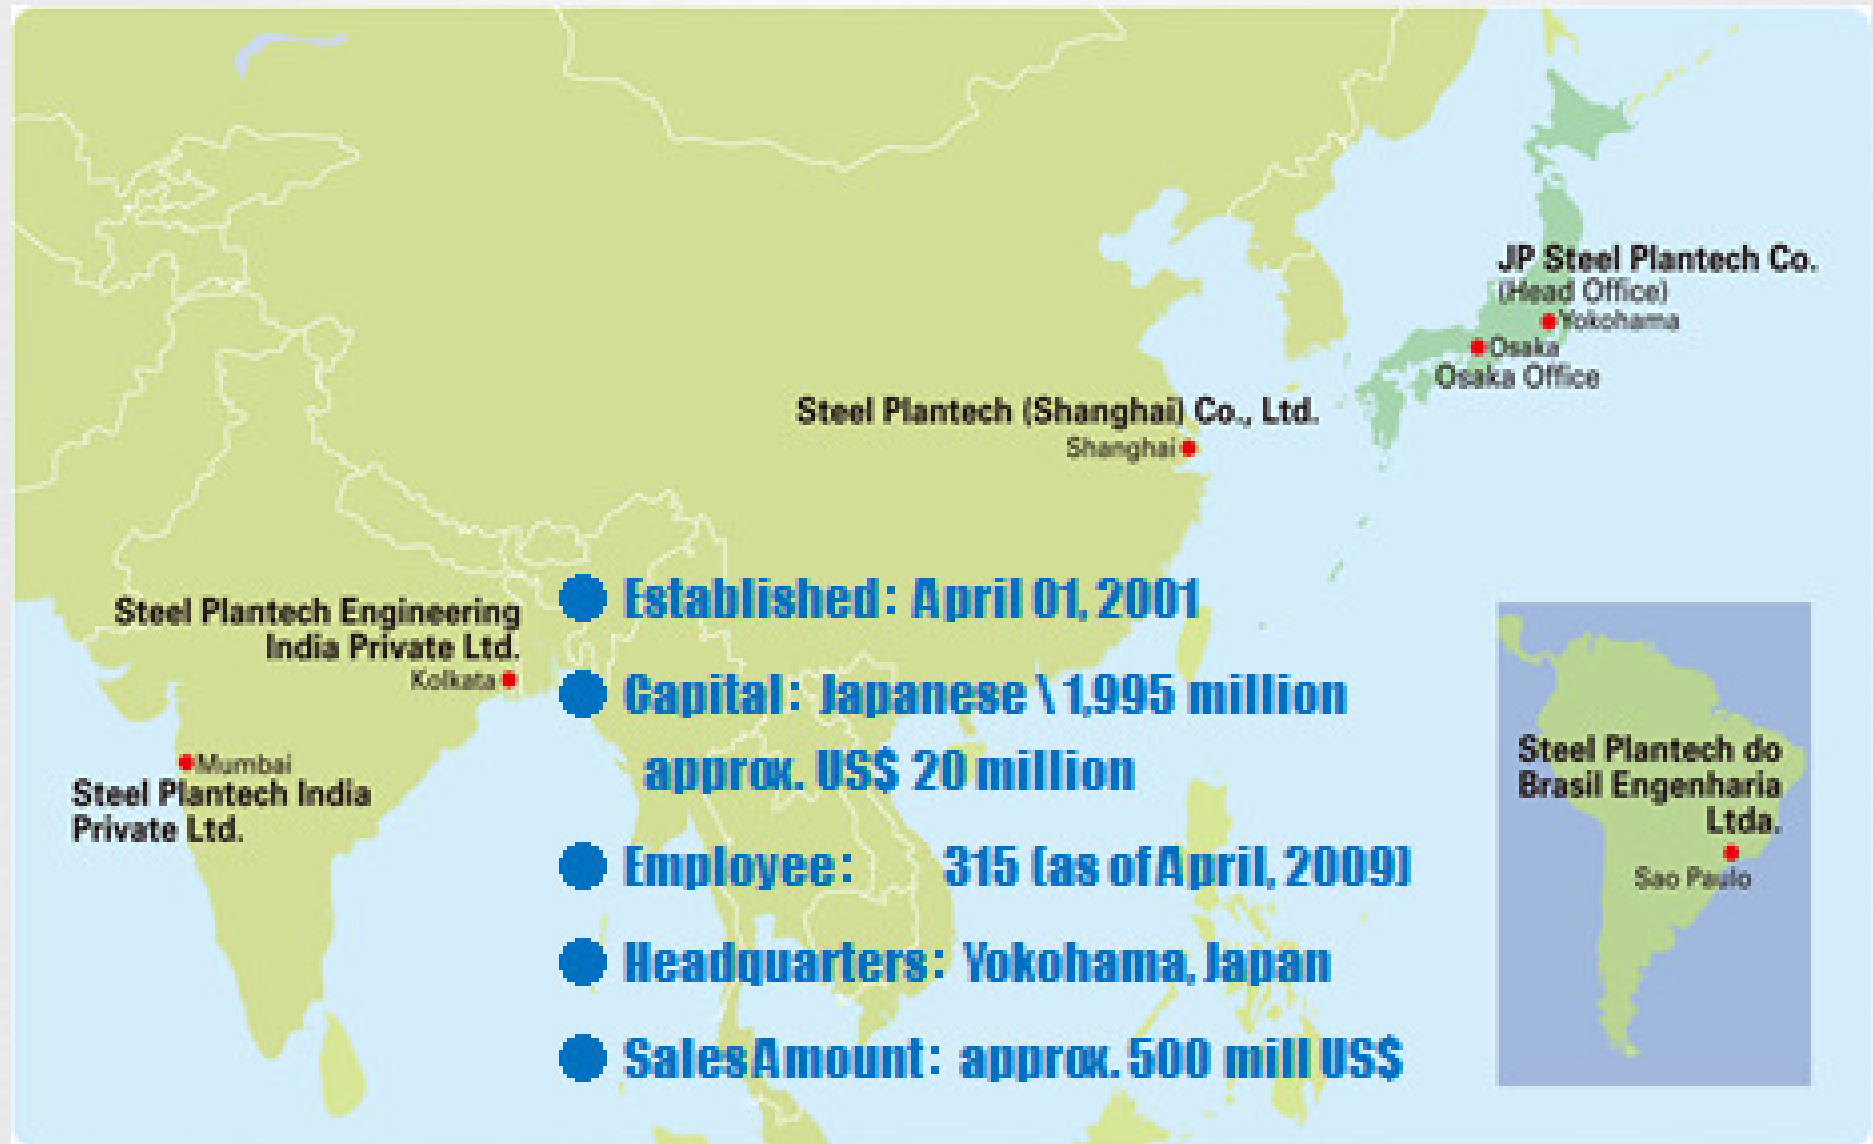 JP Steel Plantech Co.
(Head Office)
Yokohama
Osaka
Osaka Office
Steel Plantech (Shanghai) Co., Ltd.
Shanghai
Steel Plantech Engineering
India Private Ltd.
Kolkata
Mumbai
Steel Plantech India
Private Ltd.
Established: April 01, 2001
Capital: Japanese \ 1,995 million
approx. US$ 20 million
Employee: 315 (as of April, 2009)
Headquarters: Yokohama, Japan
Sales Amount: approx. 500 mill US$
Steel Plantech do
Brasil Engenharia
Ltda.
Sao Paulo